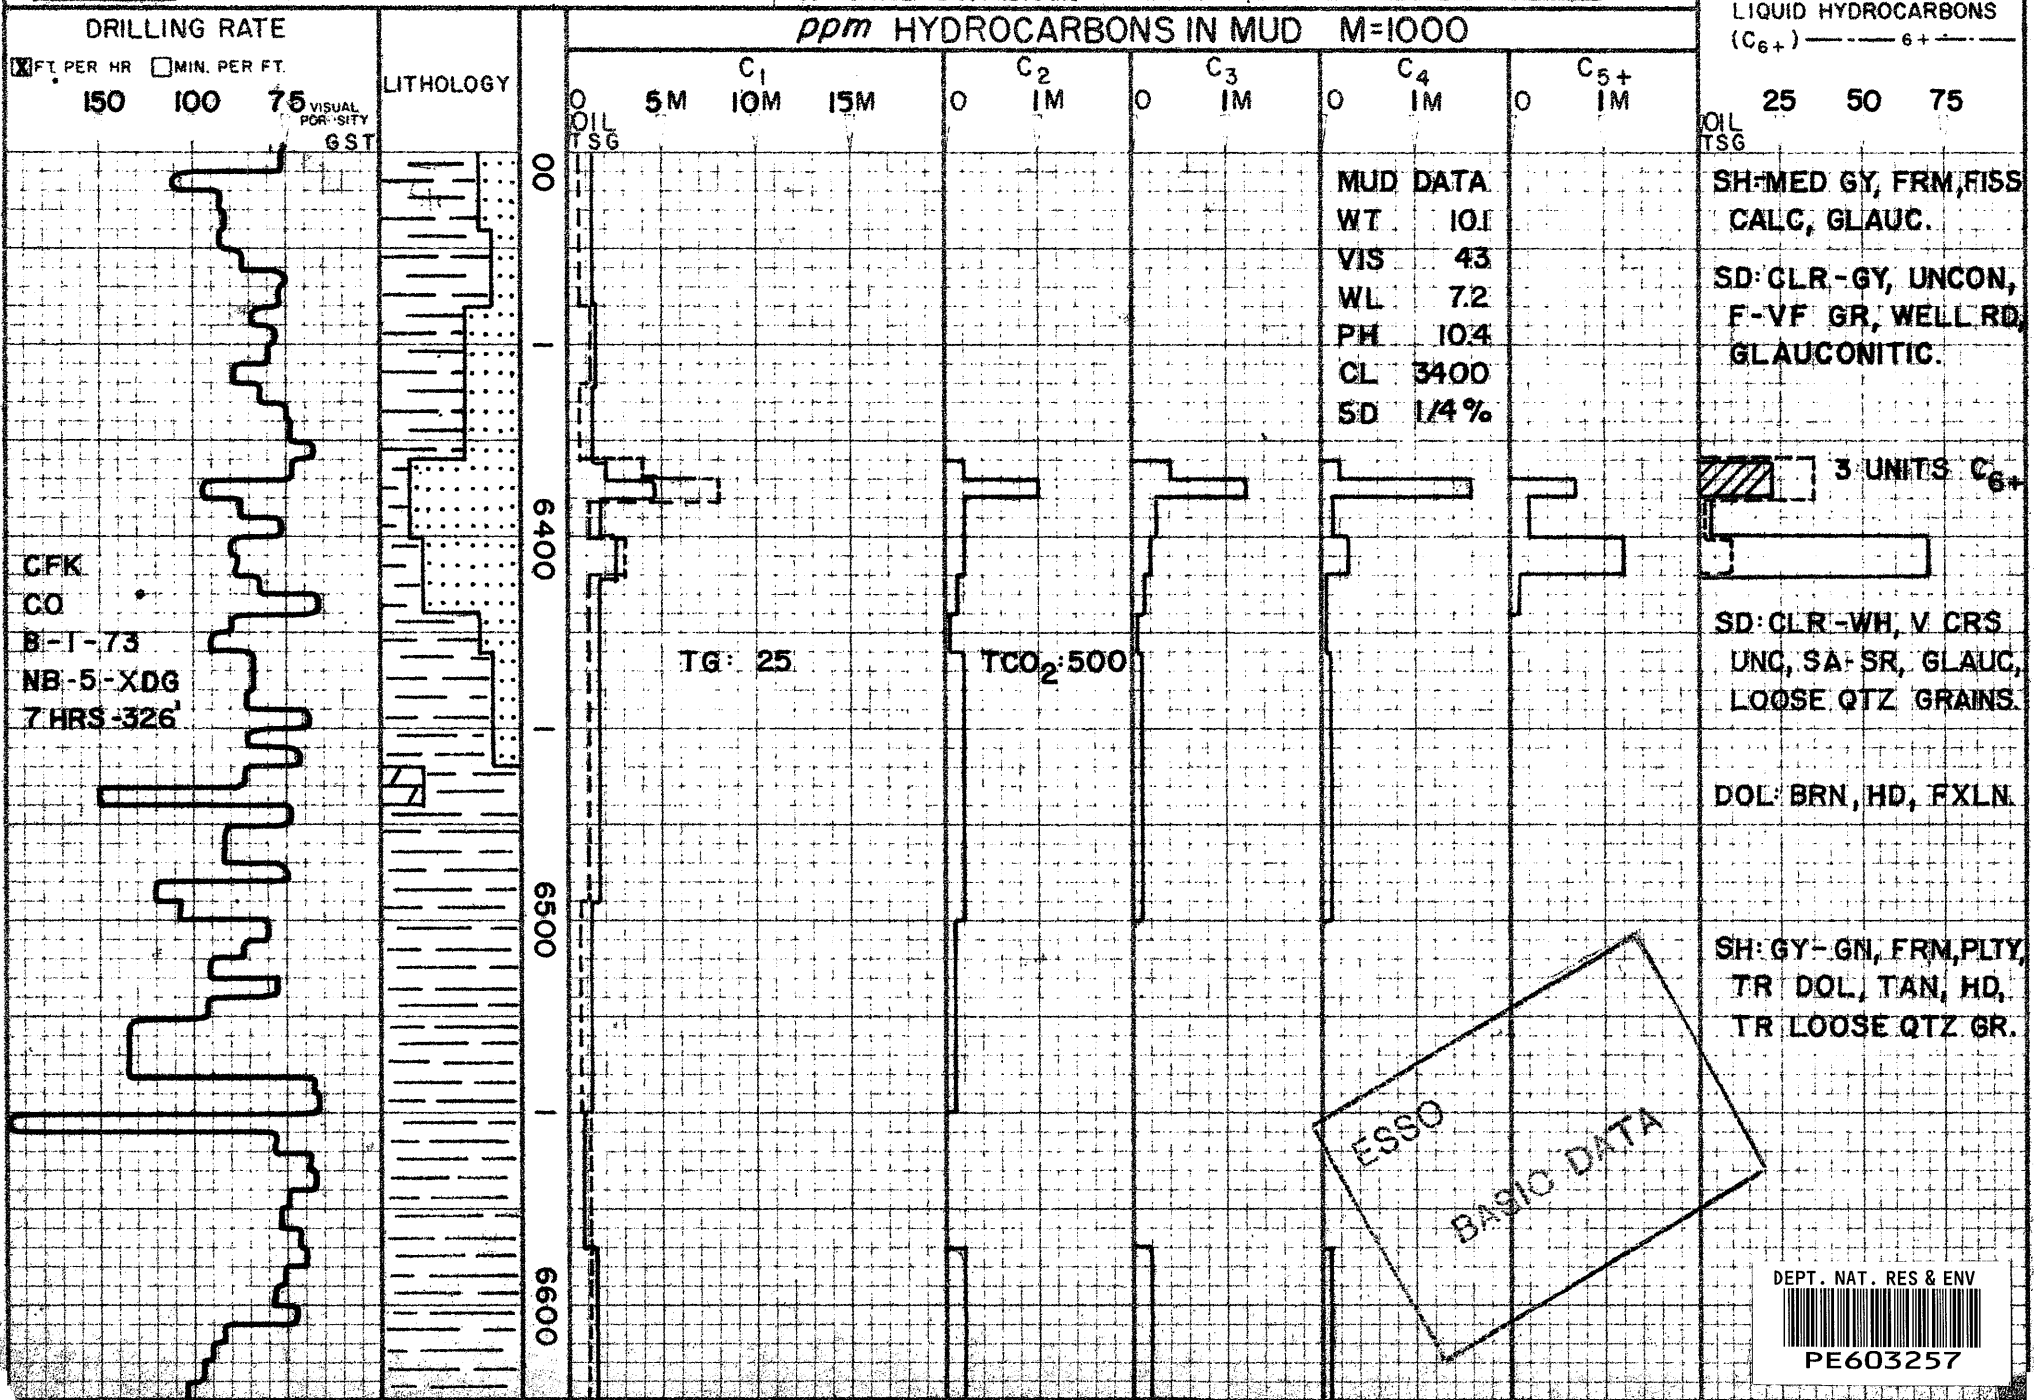 DRILLING RATE
☒ FT. PER HR ☐ MIN. PER FT.
150 100 75 VISUAL
POR·SITY
GST
LITHOLOGY
ppm HYDROCARBONS IN MUD M=1000
C1 C2 C3 C4 C5+
0 5M 10M 15M 0 1M 0 1M 0 1M 0 1M
OIL
TSG
LIQUID HYDROCARBONS
(C6+) —-— 6+ —-—
25 50 75
OIL
TSG
00
MUD DATA
WT 10.1
VIS 43
WL 7.2
PH 10.4
CL 3400
SD 1/4%
SH:MED GY, FRM,FISS
CALC, GLAUC.
SD:CLR-GY, UNCON,
F-VF GR, WELL RD,
GLAUCONITIC.
3 UNITS C6+
6400
CFK
CO
B-1-73
NB-5-XDG
7 HRS-326'
TG: 25 TCO2:500
SD:CLR-WH, V CRS
UNC, SA-SR, GLAUC,
LOOSE QTZ GRAINS.
DOL: BRN, HD, FXLN.
6500
SH:GY-GN, FRM,PLTY,
TR DOL, TAN, HD,
TR LOOSE QTZ GR.
ESSO
BASIC DATA
6600
DEPT. NAT. RES & ENV
PE603257